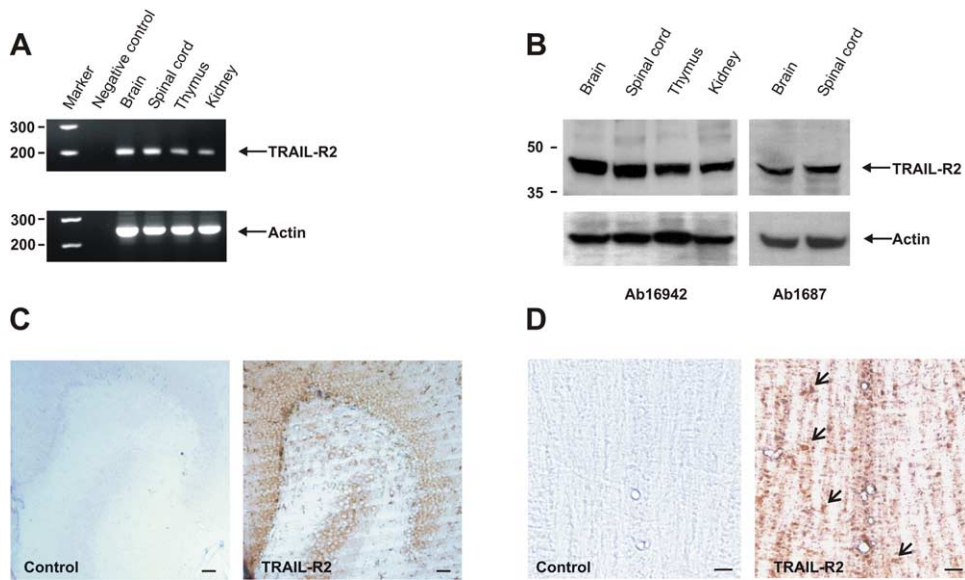 A
Marker
Negative control
Brain
Spinal cord
Thymus
Kidney
300
200
TRAIL-R2
300
200
Actin
B
Brain
Spinal cord
Thymus
Kidney
Brain
Spinal cord
50
35
TRAIL-R2
Actin
Ab16942
Ab1687
C
Control
TRAIL-R2
D
Control
TRAIL-R2